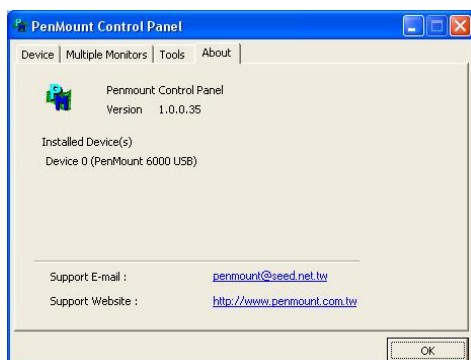 PenMount Control Panel
Device Multiple Monitors Tools About
Penmount Control Panel
Version 1.0.0.35
Installed Device(s)
Device 0 (PenMount 6000 USB)
Support E-mail : penmount@seed.net.tw
Support Website : http://www.penmount.com.tw
OK